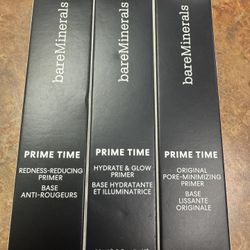 bareMinerals
PRIME TIME
REDNESS-REDUCING
PRIMER
BASE
ANTI-ROUGEURS
bareMinerals
PRIME TIME
HYDRATE & GLOW
PRIMER
BASE HYDRATANTE
ET ILLUMINATRICE
bareMinerals
PRIME TIME
ORIGINAL
PORE-MINIMIZING
PRIMER
BASE
LISSANTE
ORIGINALE